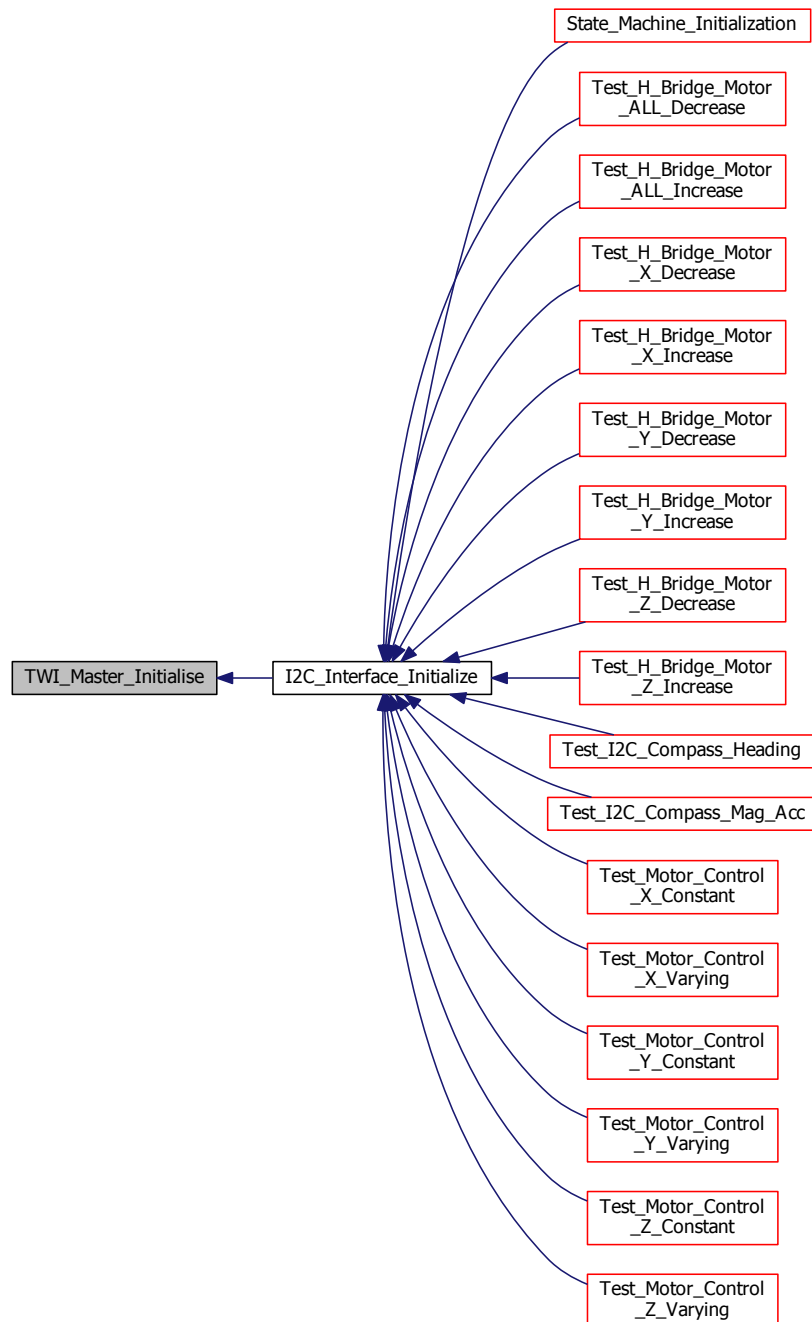 State_Machine_Initialization
Test_H_Bridge_Motor
_ALL_Decrease
Test_H_Bridge_Motor
_ALL_Increase
Test_H_Bridge_Motor
_X_Decrease
Test_H_Bridge_Motor
_X_Increase
Test_H_Bridge_Motor
_Y_Decrease
Test_H_Bridge_Motor
_Y_Increase
Test_H_Bridge_Motor
_Z_Decrease
TWI_Master_Initialise
I2C_Interface_Initialize
Test_H_Bridge_Motor
_Z_Increase
Test_I2C_Compass_Heading
Test_I2C_Compass_Mag_Acc
Test_Motor_Control
_X_Constant
Test_Motor_Control
_X_Varying
Test_Motor_Control
_Y_Constant
Test_Motor_Control
_Y_Varying
Test_Motor_Control
_Z_Constant
Test_Motor_Control
_Z_Varying